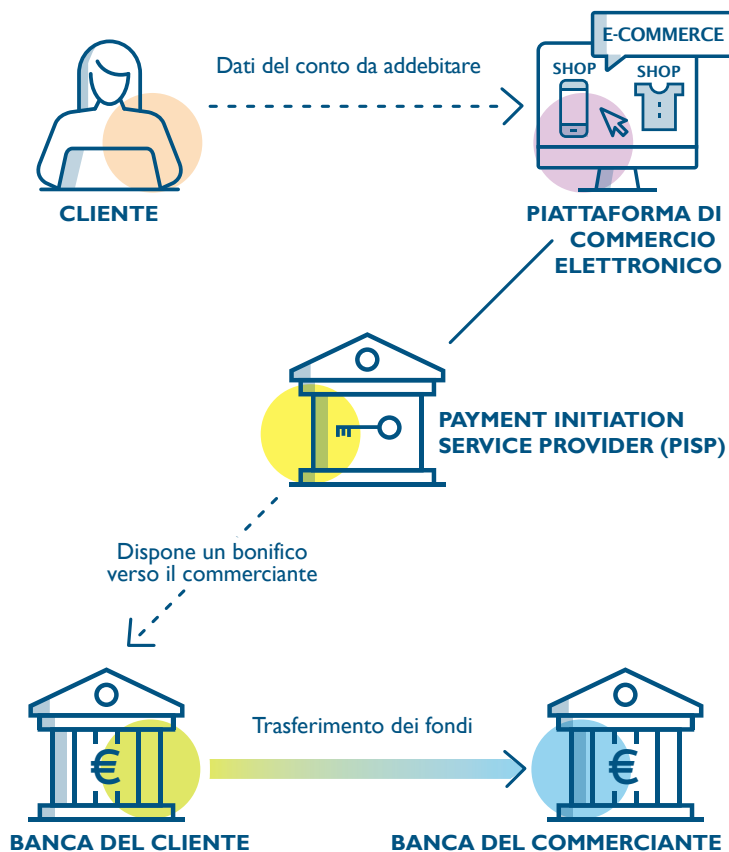 E-COMMERCE
Dati del conto da addebitare
SHOP
SHOP
CLIENTE
PIATTAFORMA DI
COMMERCIO
ELETTRONICO
PAYMENT INITIATION
SERVICE PROVIDER (PISP)
Dispone un bonifico
verso il commerciante
Trasferimento dei fondi
€
€
BANCA DEL CLIENTE
BANCA DEL COMMERCIANTE